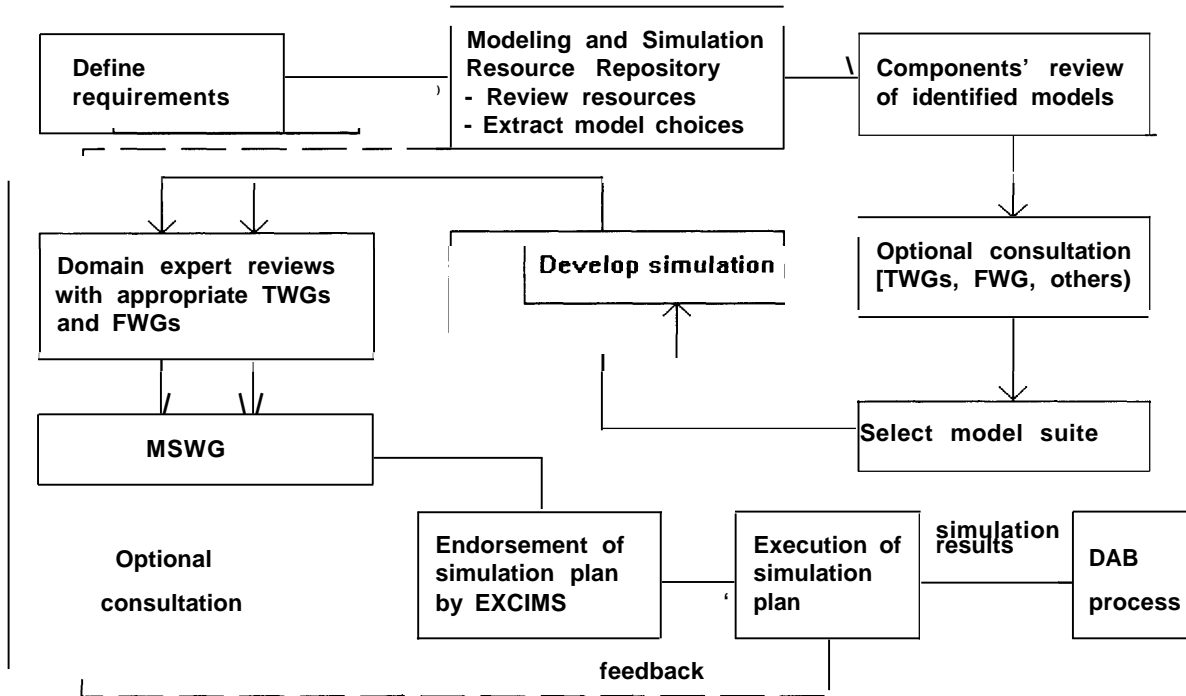 Define
requirements
Modeling and Simulation
Resource Repository
- Review resources
- Extract model choices
Components' review
of identified models
Domain expert reviews
with appropriate TWGs
and FWGs
Develop simulation
Optional consultation
[TWGs, FWG, others)
MSWG
Select model suite
Optional
consultation
Endorsement of
simulation plan
by EXCIMS
Execution of
simulation
plan
simulation
results
DAB
process
feedback